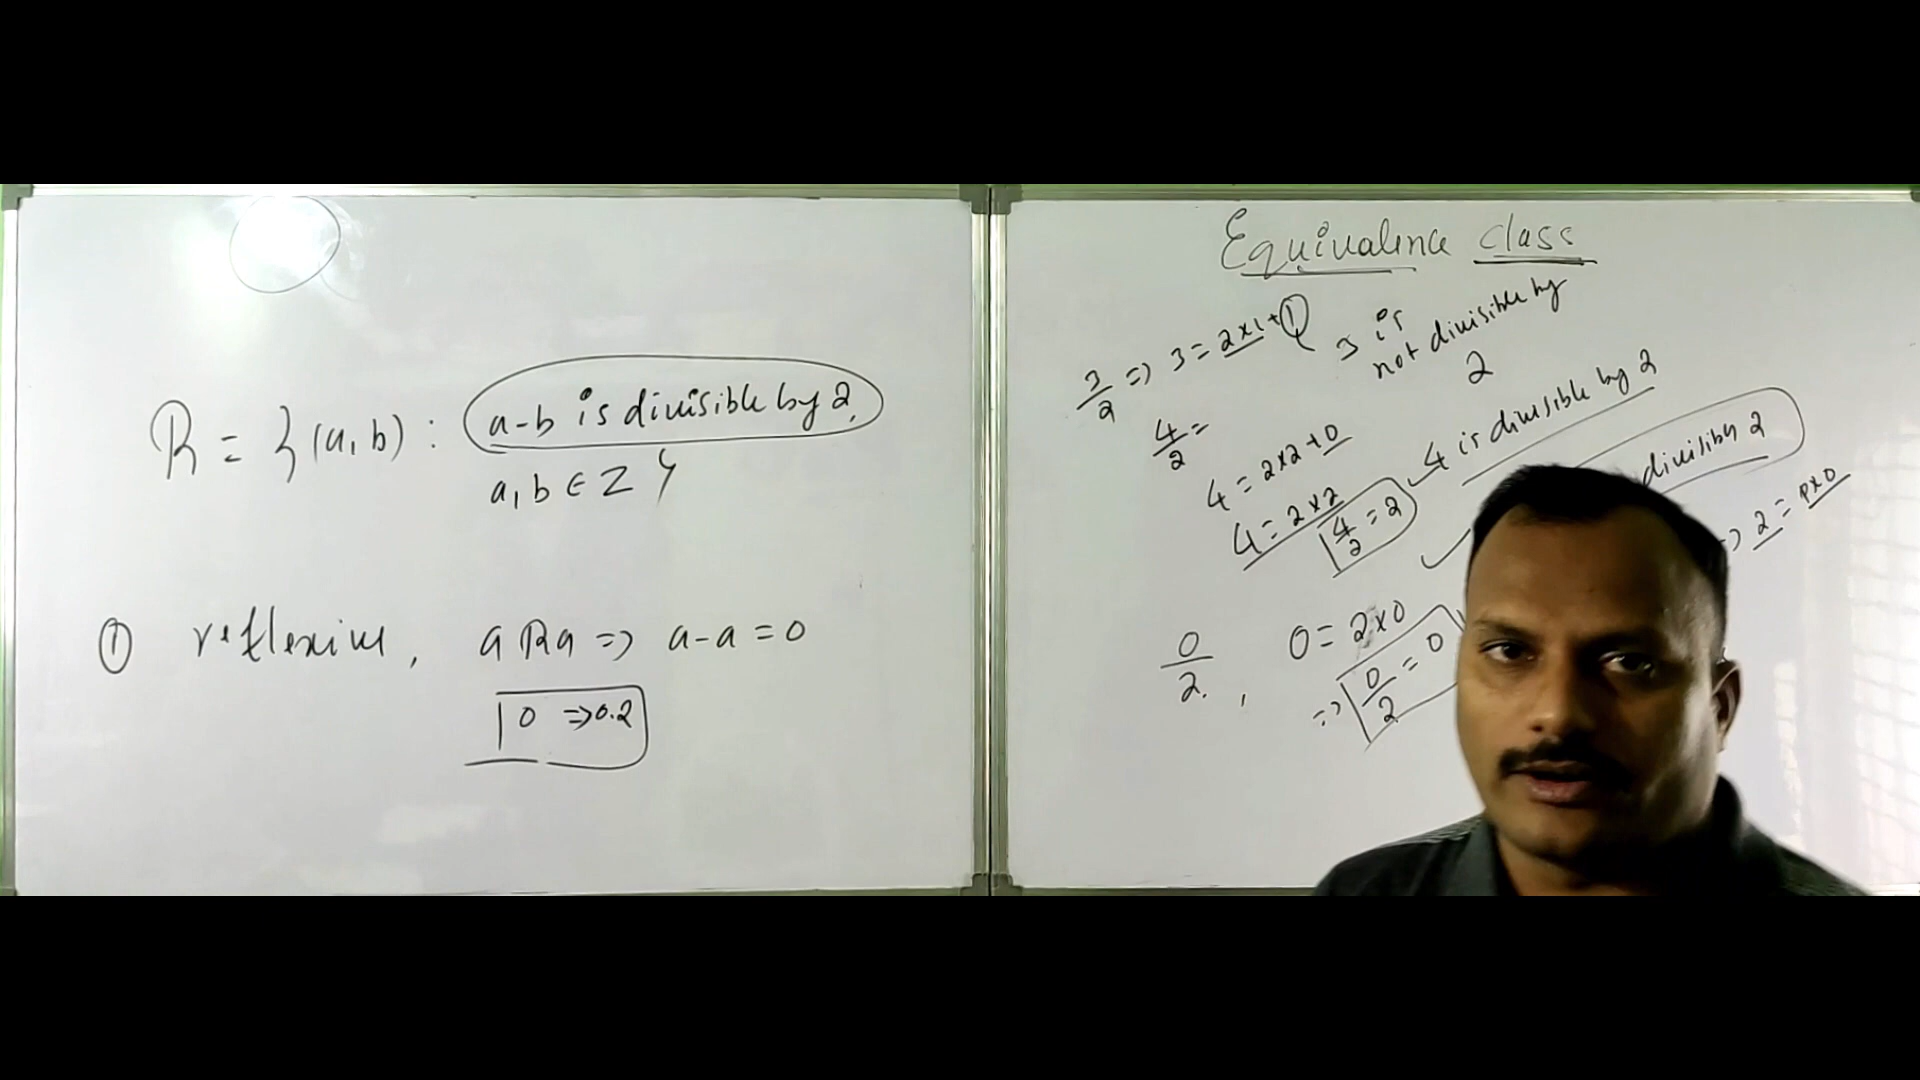 R = { (a, b) : a-b is divisible by 2,
a, b ∈ Z }
① reflexive, a R a => a-a = 0
0 => 0.2
Equivalence class
3/2 => 3 = 2×1 + 1
3 is
not divisible by
2
4/2 =
4 = 2×2+0
4 = 2×2
4/2 = 2
4 is divisible by 2
0/2, 0 = 2×0
=> 0/2 = 0
=> 2 = p×0